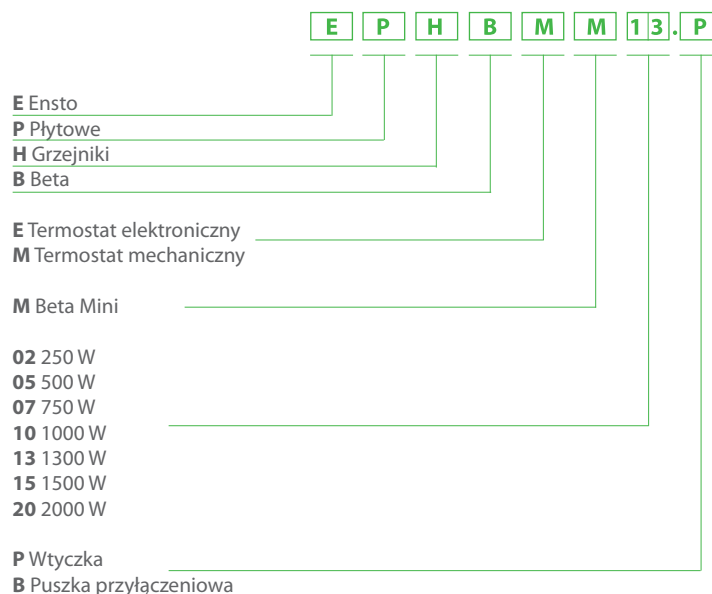 E P H B M M 13.P
E Ensto
P Płytowe
H Grzejniki
B Beta
E Termostat elektroniczny
M Termostat mechaniczny
M Beta Mini
02 250 W
05 500 W
07 750 W
10 1000 W
13 1300 W
15 1500 W
20 2000 W
P Wtyczka
B Puszka przyłączeniowa